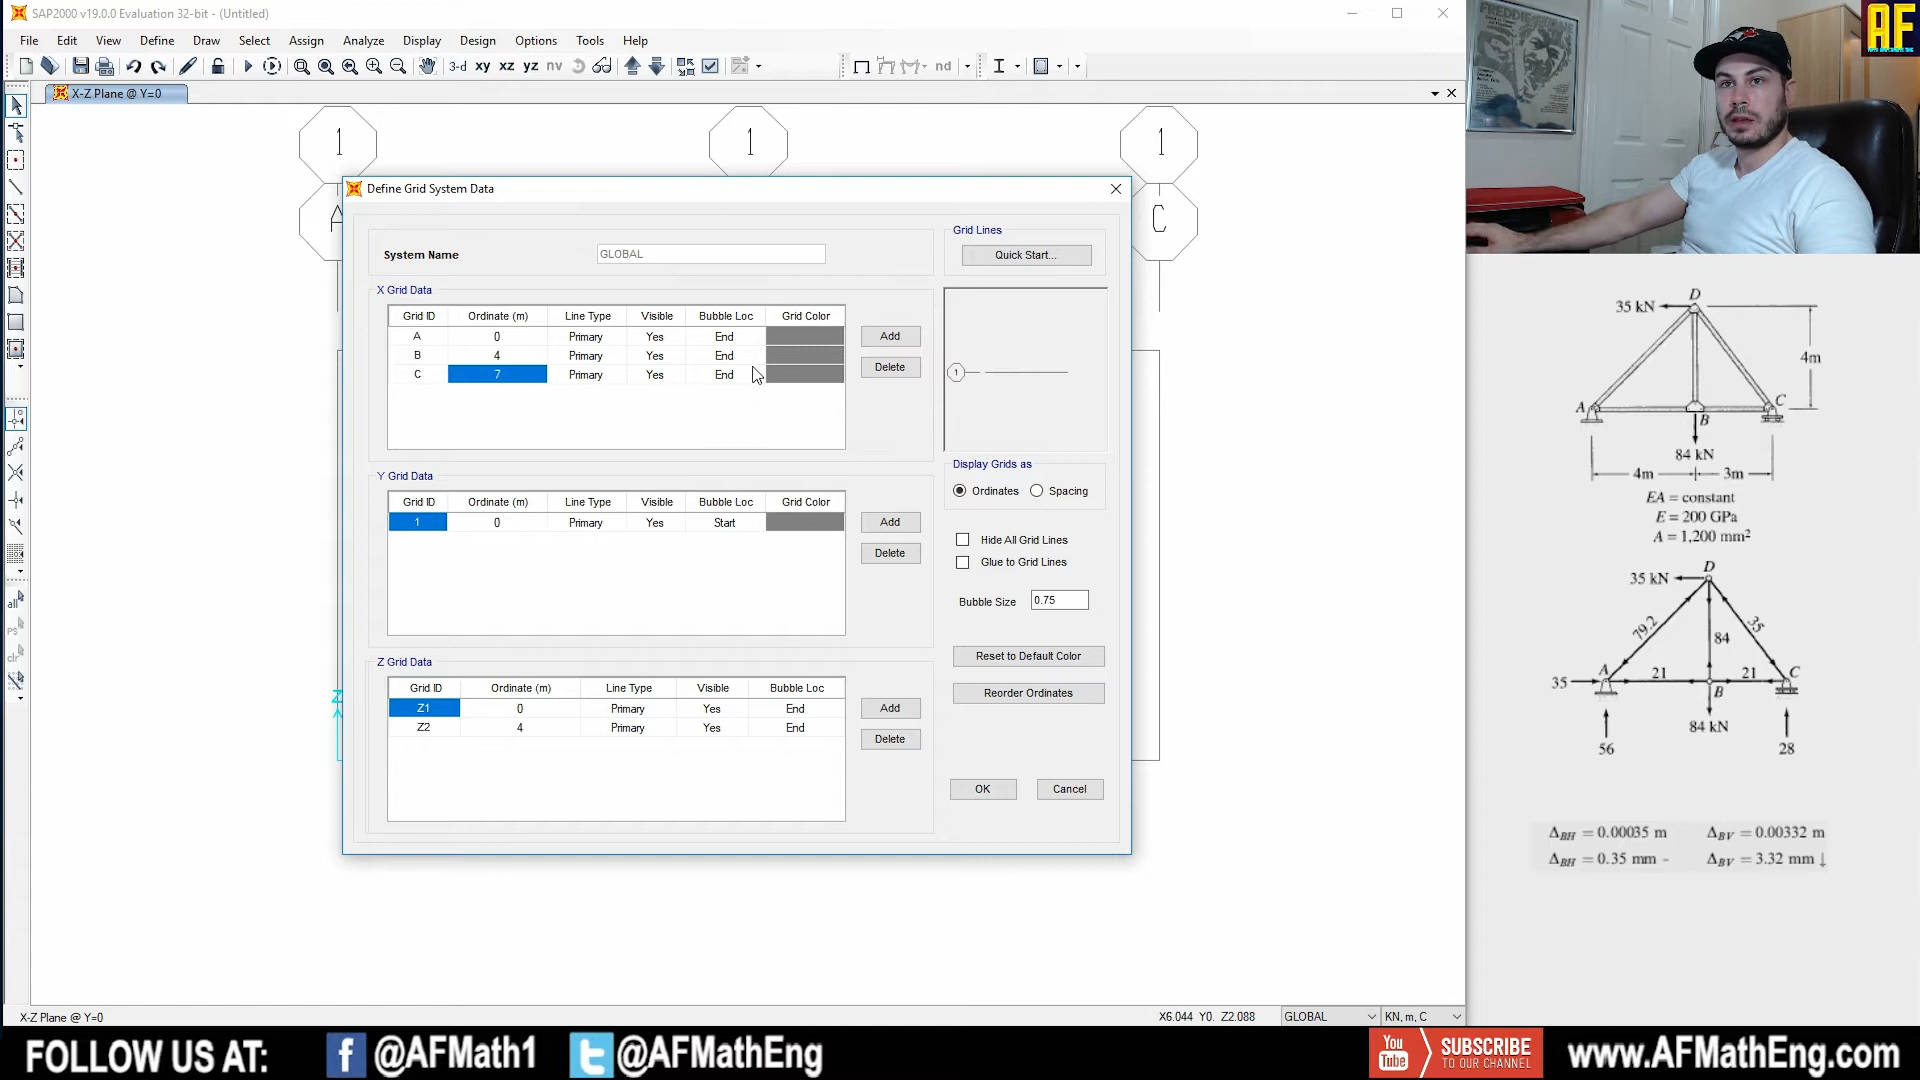 SAP2000 v19.0.0 Evaluation 32-bit - (Untitled)
File Edit View Define Draw Select Assign Analyze Display Design Options Tools Help
3-d xy xz yz nv nd
X-Z Plane @ Y=0
1 1 1
A C
Define Grid System Data
System Name GLOBAL
Grid Lines
Quick Start...
X Grid Data
Grid ID Ordinate (m) Line Type Visible Bubble Loc Grid Color
A 0 Primary Yes End
B 4 Primary Yes End
C 7 Primary Yes End
Add
Delete
1
Y Grid Data
Grid ID Ordinate (m) Line Type Visible Bubble Loc Grid Color
1 0 Primary Yes Start
Add
Delete
Display Grids as
Ordinates Spacing
Hide All Grid Lines
Glue to Grid Lines
Bubble Size 0.75
Z Grid Data
Grid ID Ordinate (m) Line Type Visible Bubble Loc
Z1 0 Primary Yes End
Z2 4 Primary Yes End
Add
Delete
Reset to Default Color
Reorder Ordinates
OK Cancel
all
PS
clr
Z
X-Z Plane @ Y=0
X6.044 Y0. Z2.088
GLOBAL
KN, m, C
AF
35 kN D
4m
A B C
84 kN
4m 3m
EA = constant
E = 200 GPa
A = 1,200 mm²
D
35 kN
79.2 84 35
A 21 21 C
35 B
84 kN
56 28
Δ_BH = 0.00035 m Δ_BV = 0.00332 m
Δ_BH = 0.35 mm - Δ_BV = 3.32 mm ↓
FOLLOW US AT: f @AFMath1 @AFMathEng
You Tube SUBSCRIBE TO OUR CHANNEL
www.AFMathEng.com